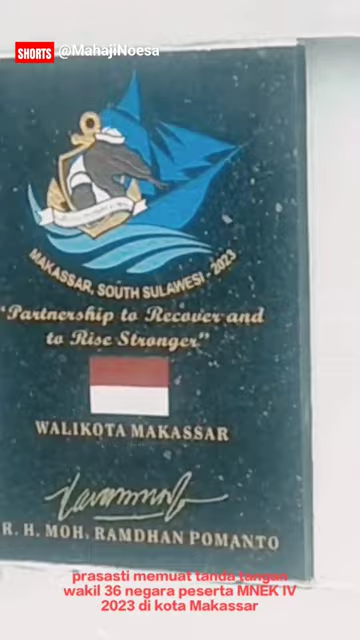 SHORTS @MahajiNoesa
MAKASSAR, SOUTH SULAWESI - 2023
"Partnership to Recover and
to Rise Stronger"
WALIKOTA MAKASSAR
R. H. MOH. RAMDHAN POMANTO
prasasti memuat tanda tangan
wakil 36 negara peserta MNEK IV
2023 di kota Makassar